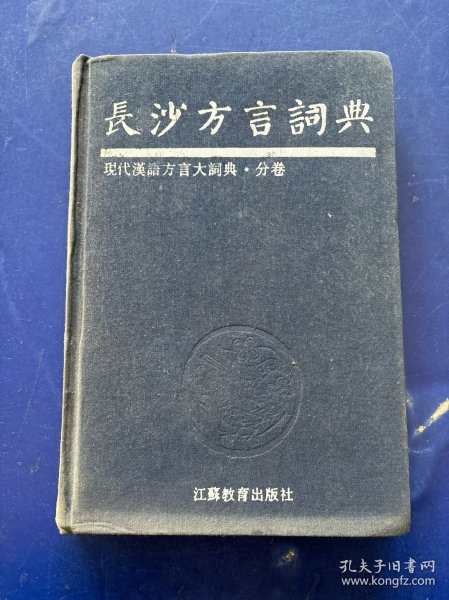 長沙方言詞典
現代漢語方言大詞典·分卷
江蘇教育出版社
孔夫子旧书网
www.kongfz.com